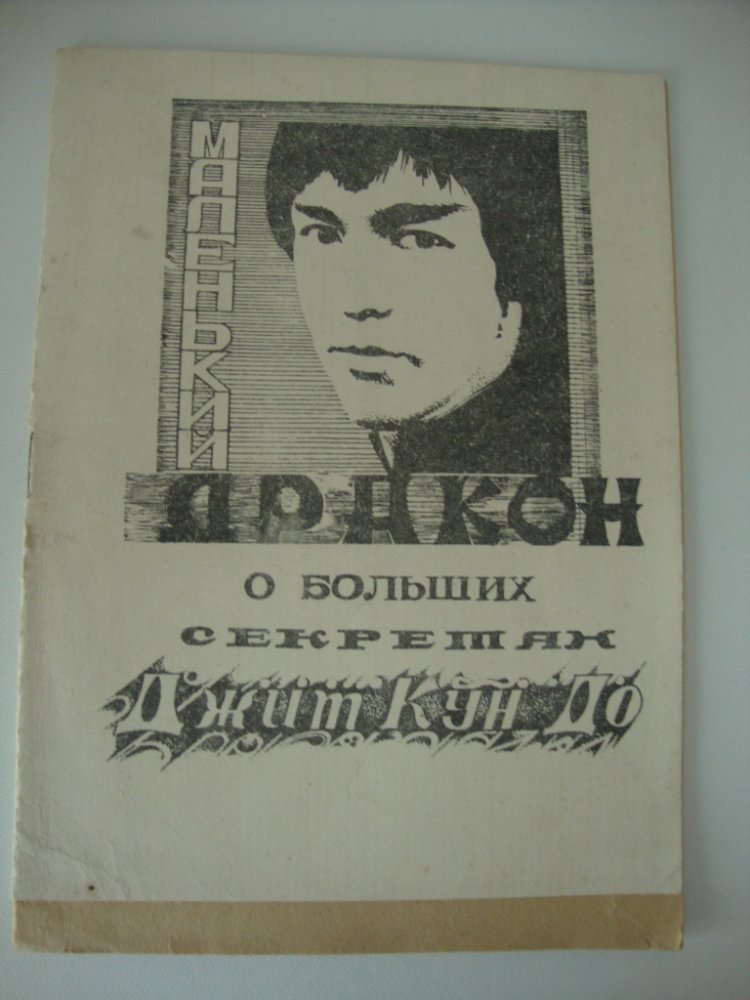 МАЛЕНЬКИЙ
ДРАКОН
О БОЛЬШИХ
СЕКРЕТАХ
Джит Кун До